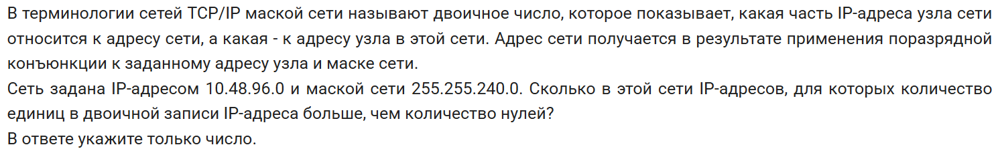 В терминологии сетей TCP/IP маской сети называют двоичное число, которое показывает, какая часть IP-адреса узла сети
относится к адресу сети, а какая - к адресу узла в этой сети. Адрес сети получается в результате применения поразрядной
конъюнкции к заданному адресу узла и маске сети.
Сеть задана IP-адресом 10.48.96.0 и маской сети 255.255.240.0. Сколько в этой сети IP-адресов, для которых количество
единиц в двоичной записи IP-адреса больше, чем количество нулей?
В ответе укажите только число.